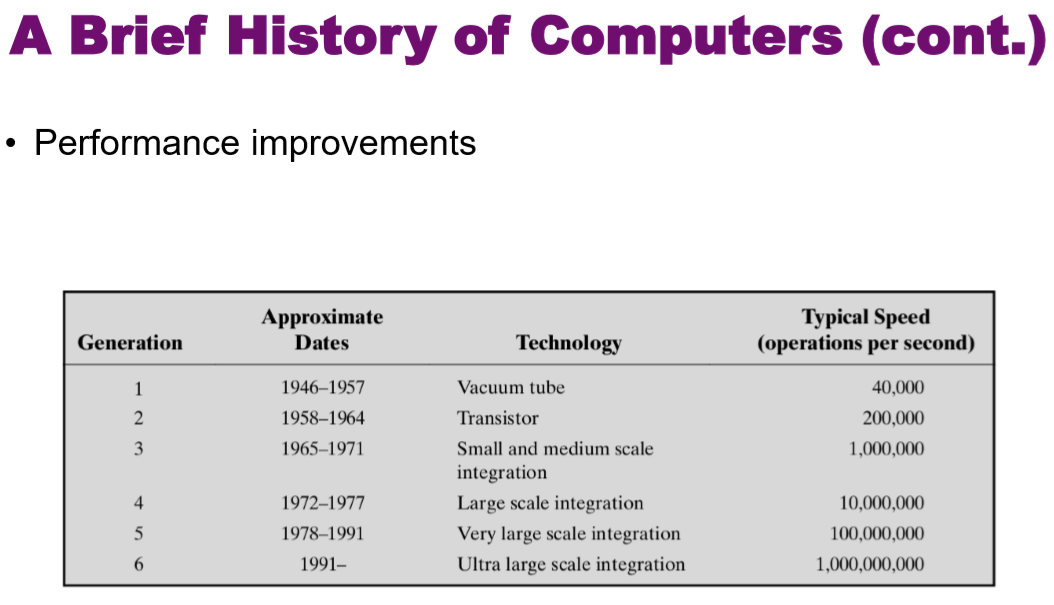 A Brief History of Computers (cont.)
• Performance improvements
Approximate Typical Speed
Generation Dates Technology (operations per second)
1 1946–1957 Vacuum tube 40,000
2 1958–1964 Transistor 200,000
3 1965–1971 Small and medium scale 1,000,000
integration
4 1972–1977 Large scale integration 10,000,000
5 1978–1991 Very large scale integration 100,000,000
6 1991– Ultra large scale integration 1,000,000,000